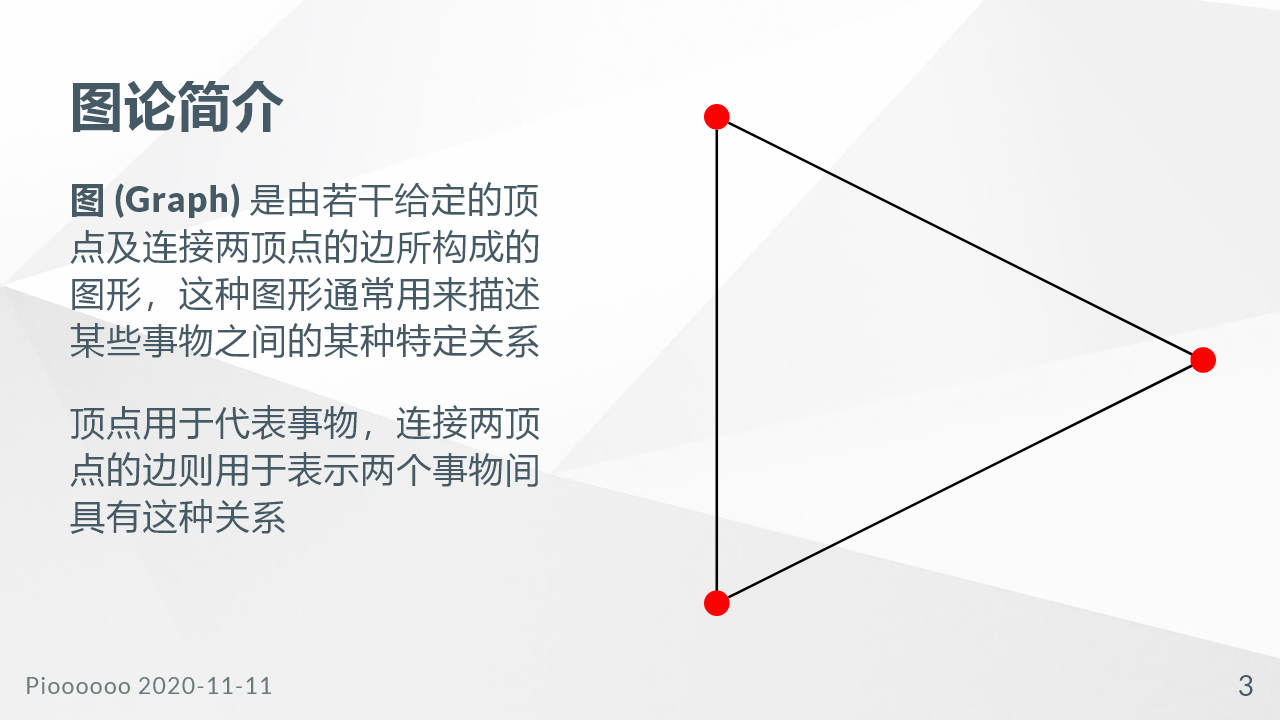 图论简介
图 (Graph) 是由若干给定的顶
点及连接两顶点的边所构成的
图形，这种图形通常用来描述
某些事物之间的某种特定关系
顶点用于代表事物，连接两顶
点的边则用于表示两个事物间
具有这种关系
Pioooooo 2020-11-11
3